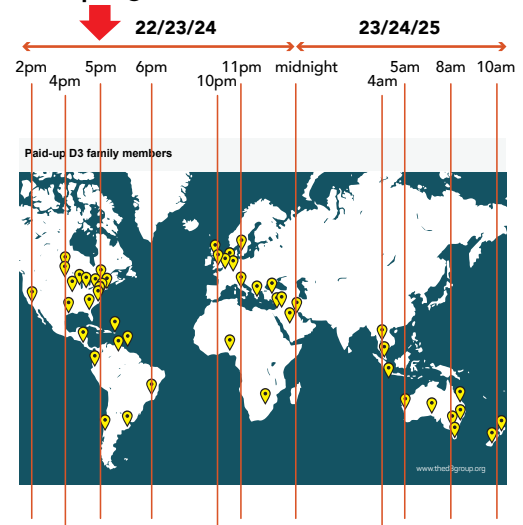 22/23/24 23/24/25
2pm 5pm 6pm 11pm midnight 5am 8am 10am
4pm 10pm 4am
Paid-up D3 family members
www.thed3group.org